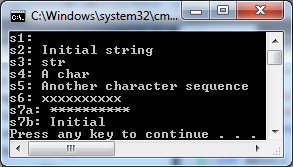 C:\Windows\system32\cm...
s1:
s2: Initial string
s3: str
s4: A char
s5: Another character sequence
s6: xxxxxxxxxx
s7a: **********
s7b: Initial
Press any key to continue . . .